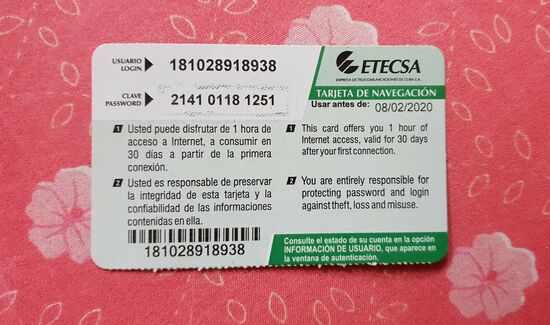 USUARIO
LOGIN
181028918938
CLAVE
PASSWORD
2141 0118 1251
ETECSA
EMPRESA DE TELECOMUNICACIONES DE CUBA S.A.
TARJETA DE NAVEGACIÓN
Usar antes de: 08/02/2020
1 Usted puede disfrutar de 1 hora de
acceso a Internet, a consumir en
30 días a partir de la primera
conexión.
2 Usted es responsable de preservar
la integridad de esta tarjeta y la
confiabilidad de las informaciones
contenidas en ella.
181028918938
1 This card offers you 1 hour of
Internet access, valid for 30 days
after your first connection.
2 You are entirely responsible for
protecting password and login
against theft, loss and misuse.
Consulte el estado de su cuenta en la opción
INFORMACIÓN DE USUARIO, que aparece en
la ventana de autenticación.